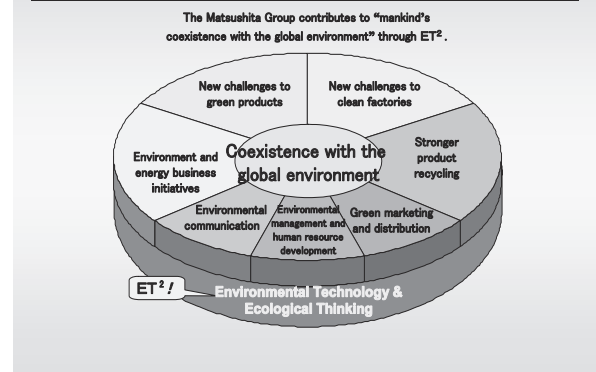 The Matsushita Group contributes to “mankind’s
coexistence with the global environment” through ET².
New challenges to
green products
New challenges to
clean factories
Environment and
energy business
initiatives
Coexistence with the
global environment
Stronger
product
recycling
Environmental
communication
Environmental
management and
human resource
development
Green marketing
and distribution
ET²!
Environmental Technology &
Ecological Thinking